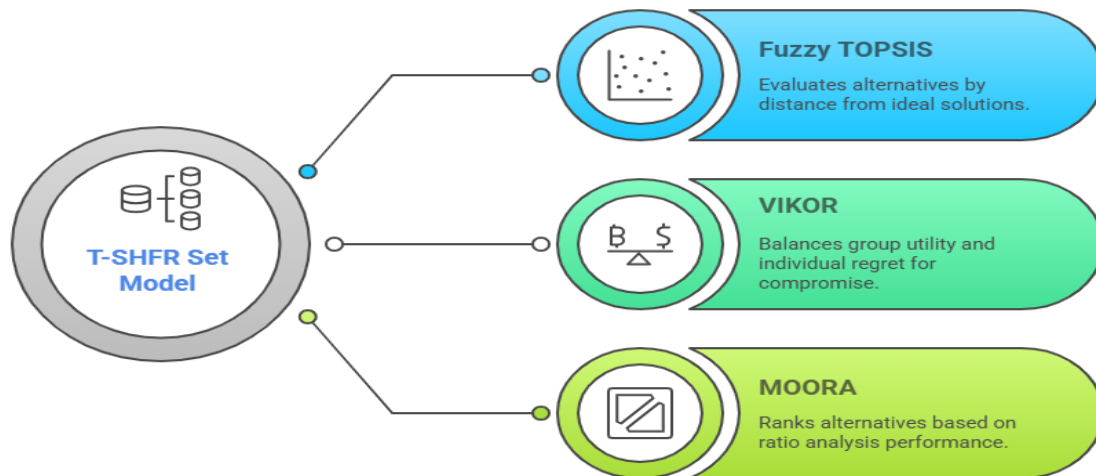 T-SHFR Set
Model
Fuzzy TOPSIS
Evaluates alternatives by
distance from ideal solutions.
VIKOR
Balances group utility and
individual regret for
compromise.
MOORA
Ranks alternatives based on
ratio analysis performance.